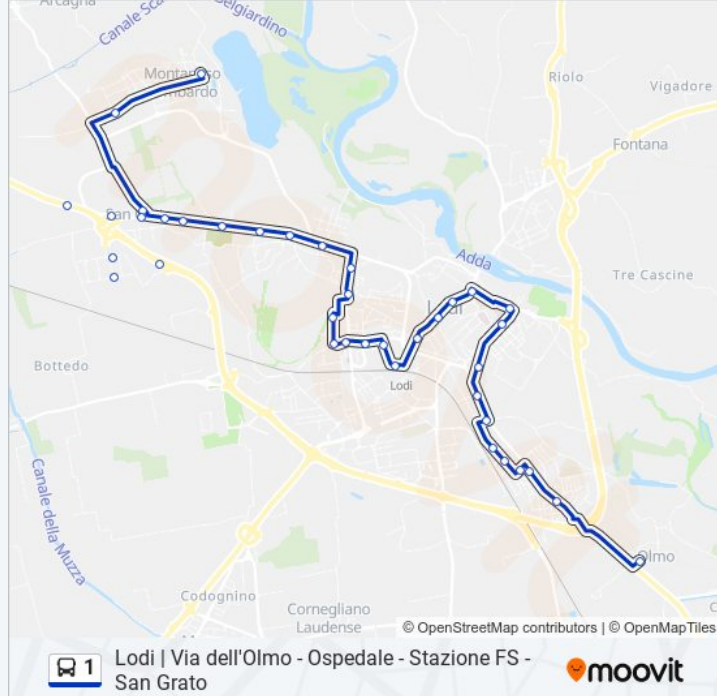 Arcagna
Canale Sca
Belgiardino
Montanaso
Lombardo
Riolo
Vigadore
Fontana
San G
Adda
Tre Cascine
Lodi
Bottedo
Lodi
Canale della Muzza
Olmo
Codognino
Cornegliano
Laudense
© OpenStreetMap contributors | © OpenMapTiles
1
Lodi | Via dell'Olmo - Ospedale - Stazione FS -
San Grato
moovit